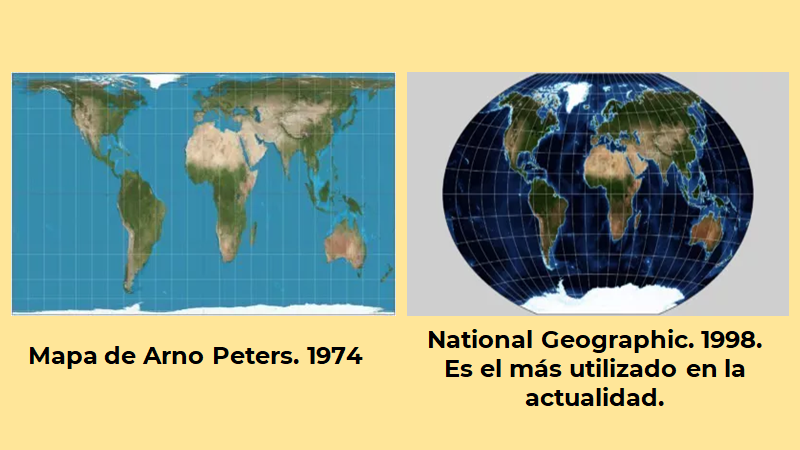 Mapa de Arno Peters. 1974
National Geographic. 1998.
Es el más utilizado en la
actualidad.